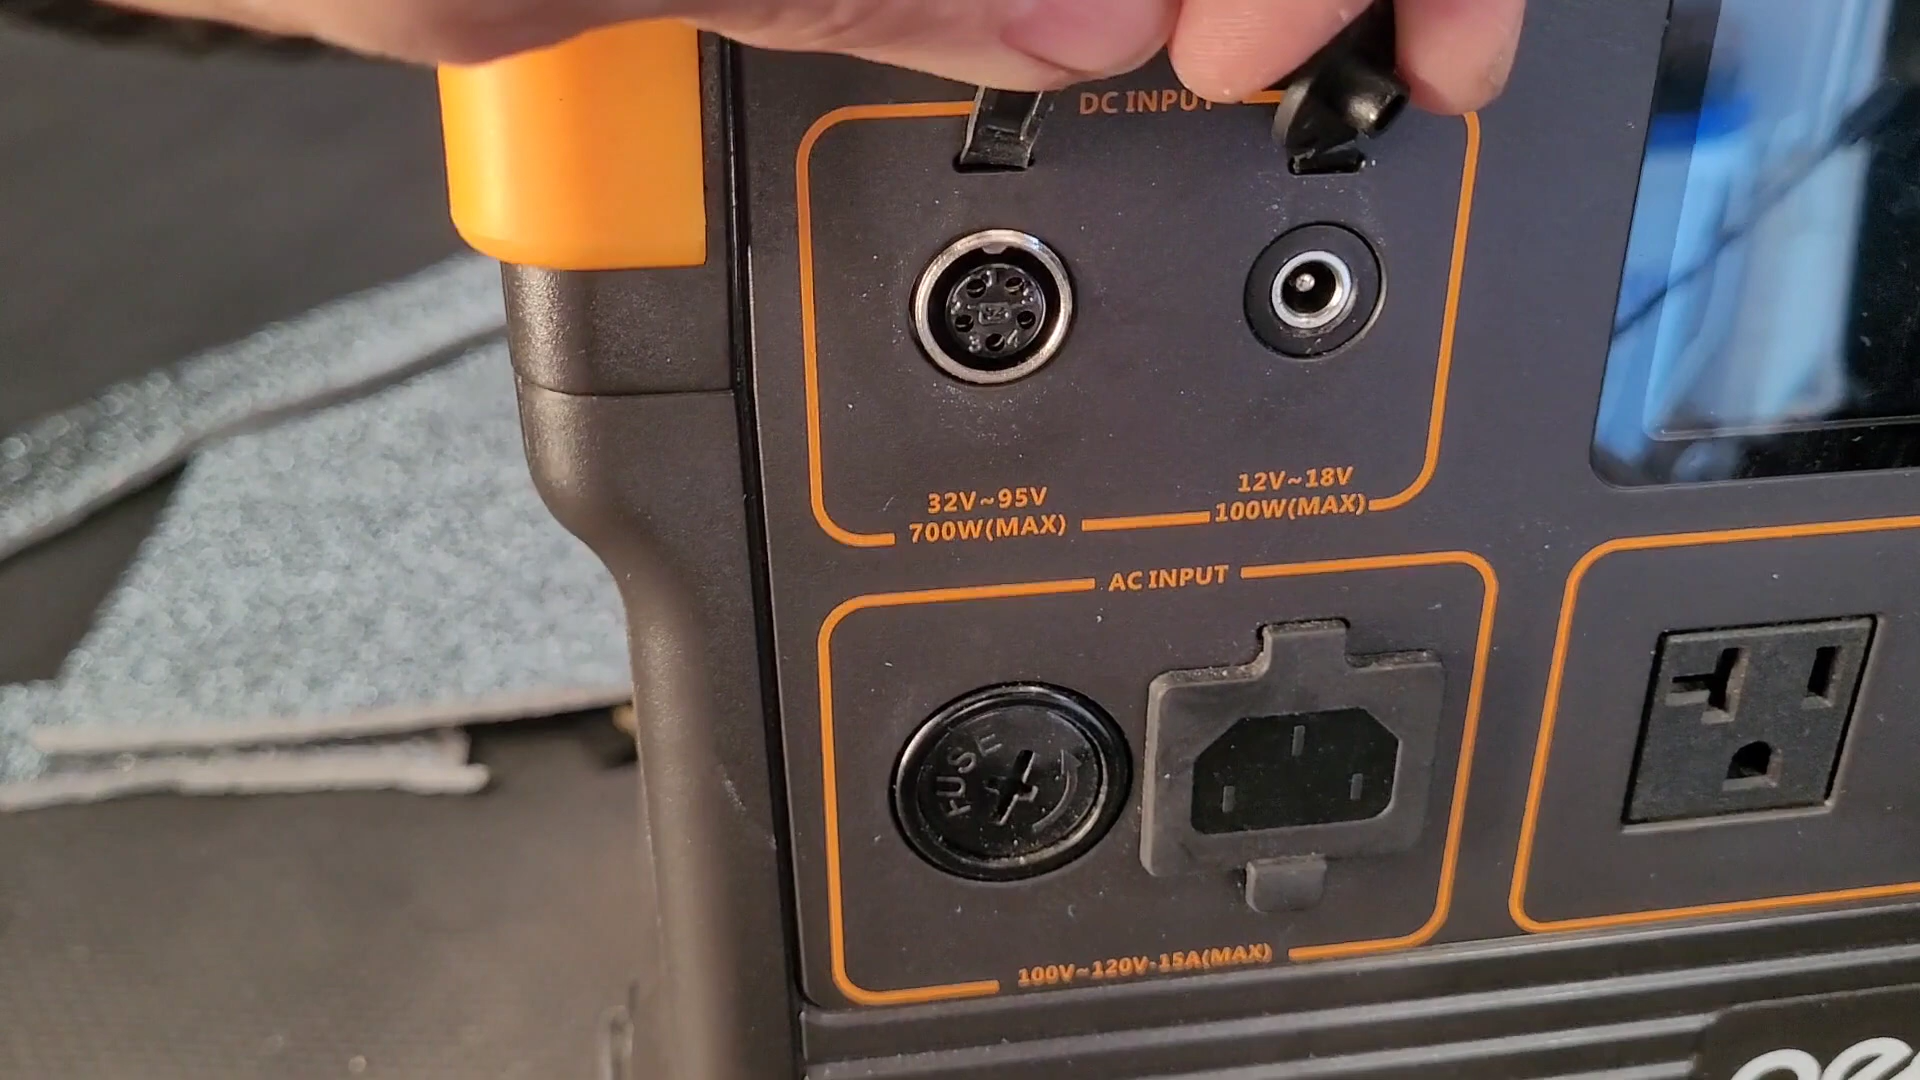 DC INPUT
32V~95V
700W(MAX)
12V~18V
100W(MAX)
AC INPUT
FUSE
100V~120V-15A(MAX)